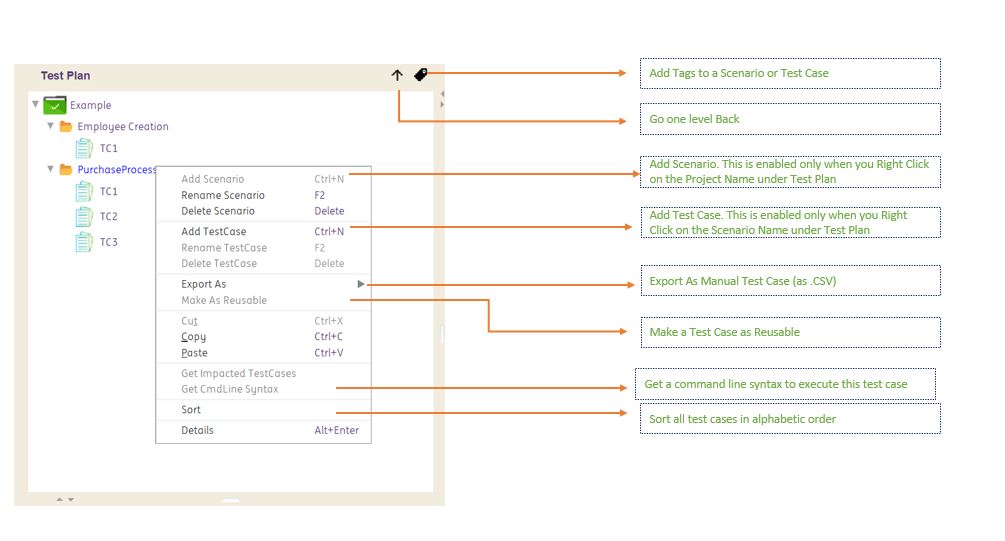 Test Plan
Add Tags to a Scenario or Test Case
Example
Go one level Back
Employee Creation
TC1
PurchaseProcess
Add Scenario Ctrl+N
Add Scenario. This is enabled only when you Right Click
on the Project Name under Test Plan
TC1
Rename Scenario F2
TC2
Delete Scenario Delete
TC3
Add TestCase Ctrl+N
Add Test Case. This is enabled only when you Right
Click on the Scenario Name under Test Plan
Rename TestCase F2
Delete TestCase Delete
Export As
Export As Manual Test Case (as .CSV)
Make As Reusable
Make a Test Case as Reusable
Cut Ctrl+X
Copy Ctrl+C
Paste Ctrl+V
Get Impacted TestCases
Get CmdLine Syntax
Get a command line syntax to execute this test case
Sort
Sort all test cases in alphabetic order
Details Alt+Enter